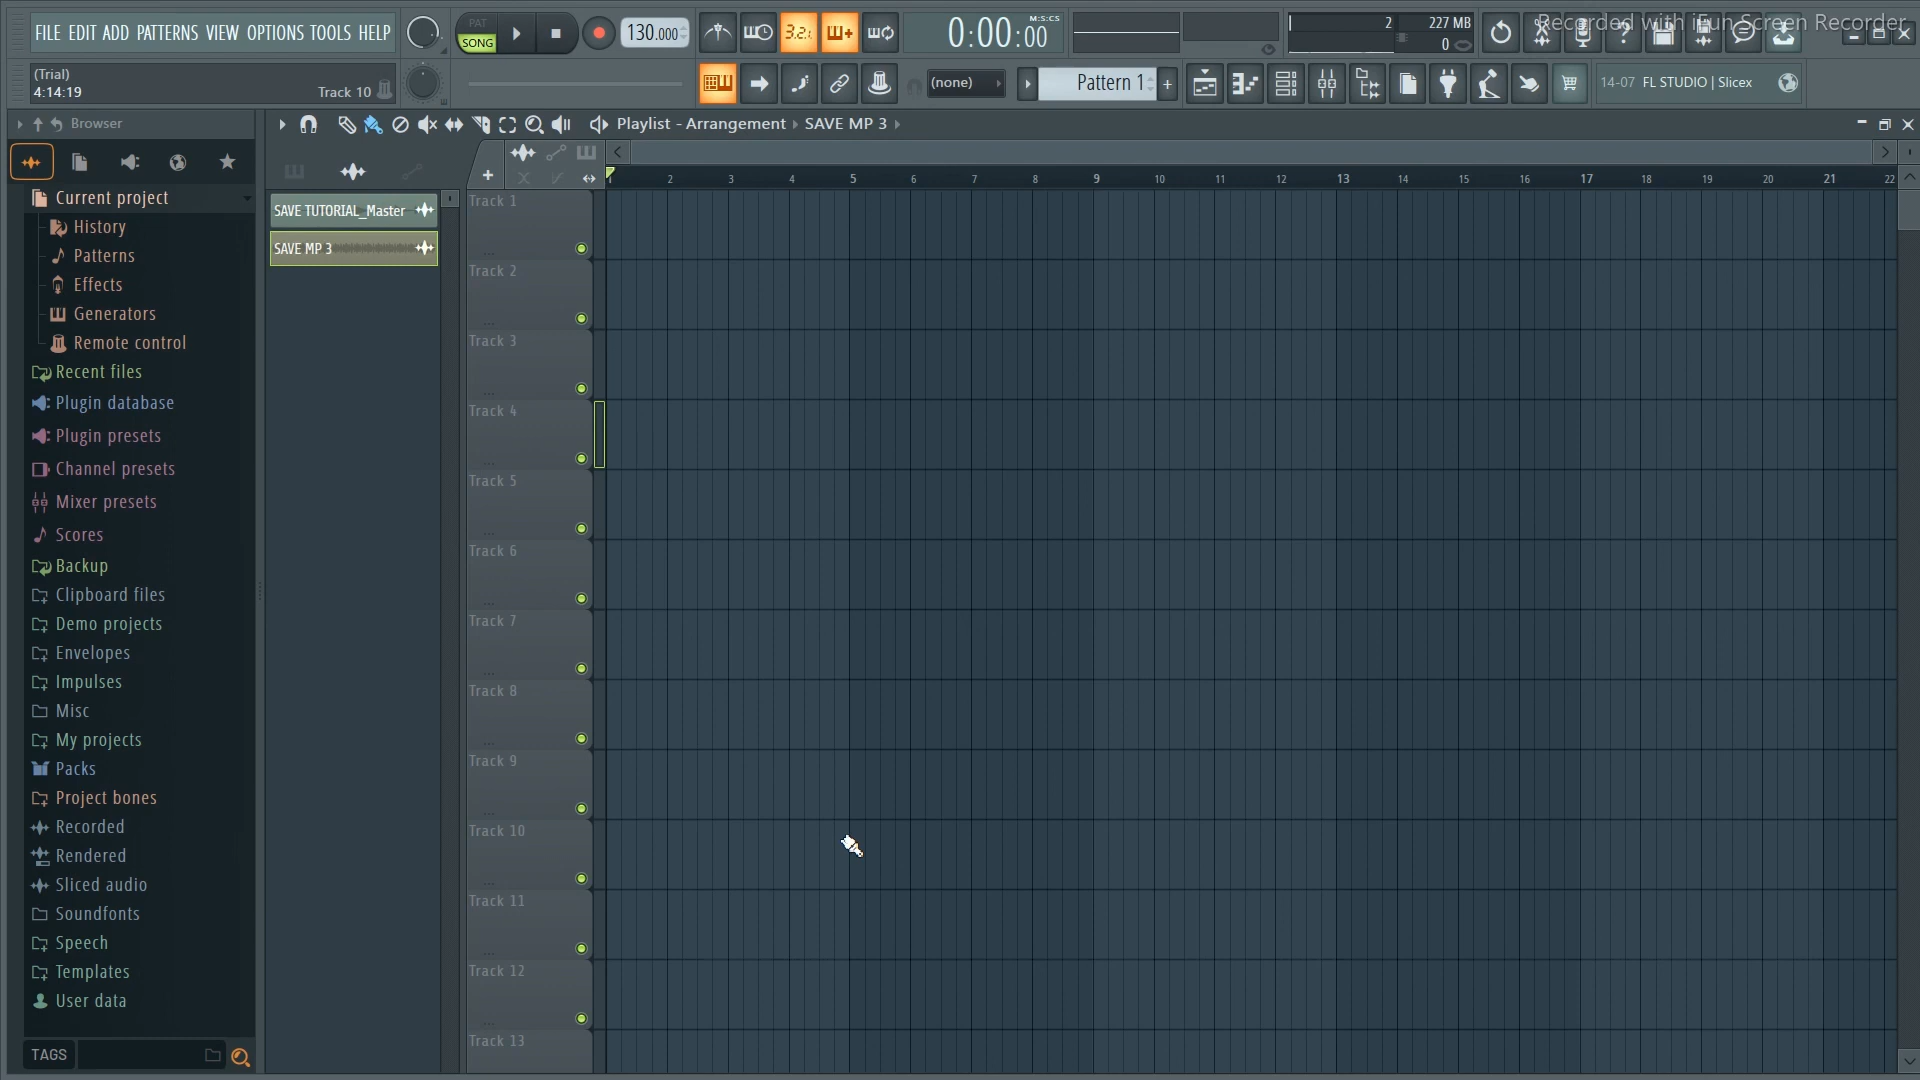 FILE EDIT ADD PATTERNS VIEW OPTIONS TOOLS HELP
PAT
SONG
130.000
3.2.
0:00:00
M:S:CS
2
227 MB
0
Recorded with iFun Screen Recorder
(Trial)
4:14:19
Track 10
(none)
Pattern 1
+
14-07 FL STUDIO | Slicex
Browser
Playlist - Arrangement
SAVE MP 3
1 2 3 4 5 6 7 8 9 10 11 12 13 14 15 16 17 18 19 20 21 22
Current project
History
Patterns
Effects
Generators
Remote control
Recent files
Plugin database
Plugin presets
Channel presets
Mixer presets
Scores
Backup
Clipboard files
Demo projects
Envelopes
Impulses
Misc
My projects
Packs
Project bones
Recorded
Rendered
Sliced audio
Soundfonts
Speech
Templates
User data
TAGS
SAVE TUTORIAL_Master
SAVE MP 3
Track 1
Track 2
Track 3
Track 4
Track 5
Track 6
Track 7
Track 8
Track 9
Track 10
Track 11
Track 12
Track 13